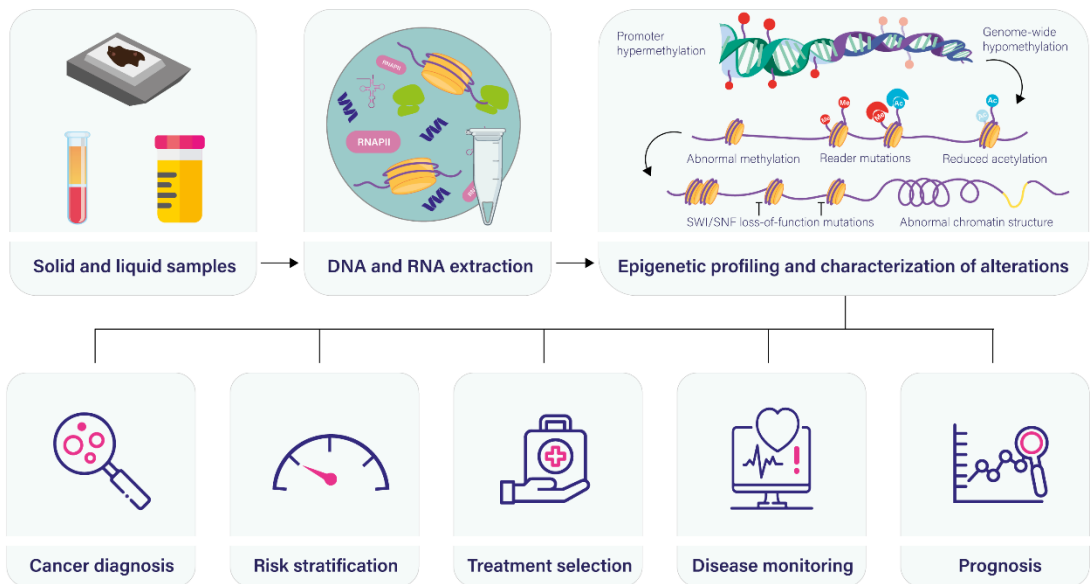 Promoter
hypermethylation
Genome-wide
hypomethylation
RNAPII
RNAPII
Me
Me
Me
Ac
Ac
Abnormal methylation
Reader mutations
Reduced acetylation
SWI/SNF loss-of-function mutations
Abnormal chromatin structure
Solid and liquid samples
DNA and RNA extraction
Epigenetic profiling and characterization of alterations
Cancer diagnosis
Risk stratification
Treatment selection
Disease monitoring
Prognosis